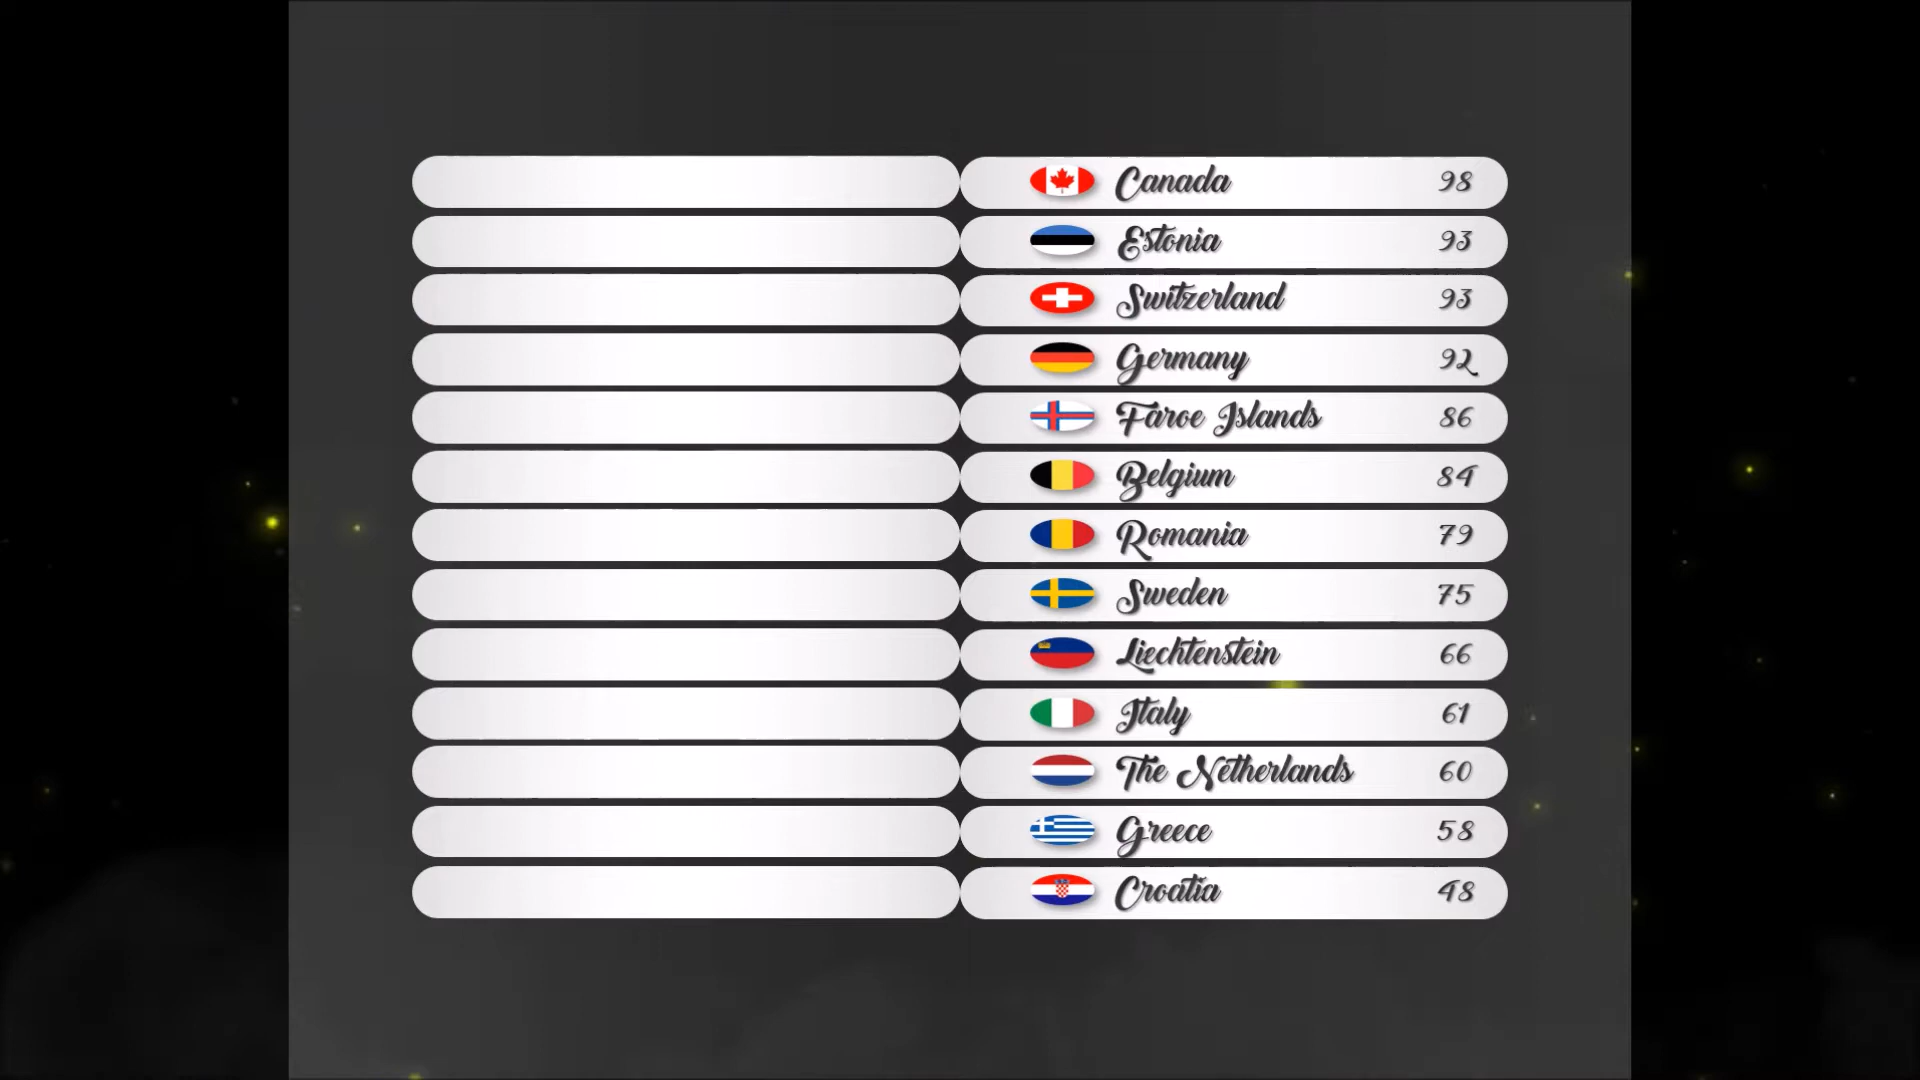 Canada 98
Estonia 93
Switzerland 93
Germany 92
Faroe Islands 86
Belgium 84
Romania 79
Sweden 75
Liechtenstein 66
Italy 61
The Netherlands 60
Greece 58
Croatia 48